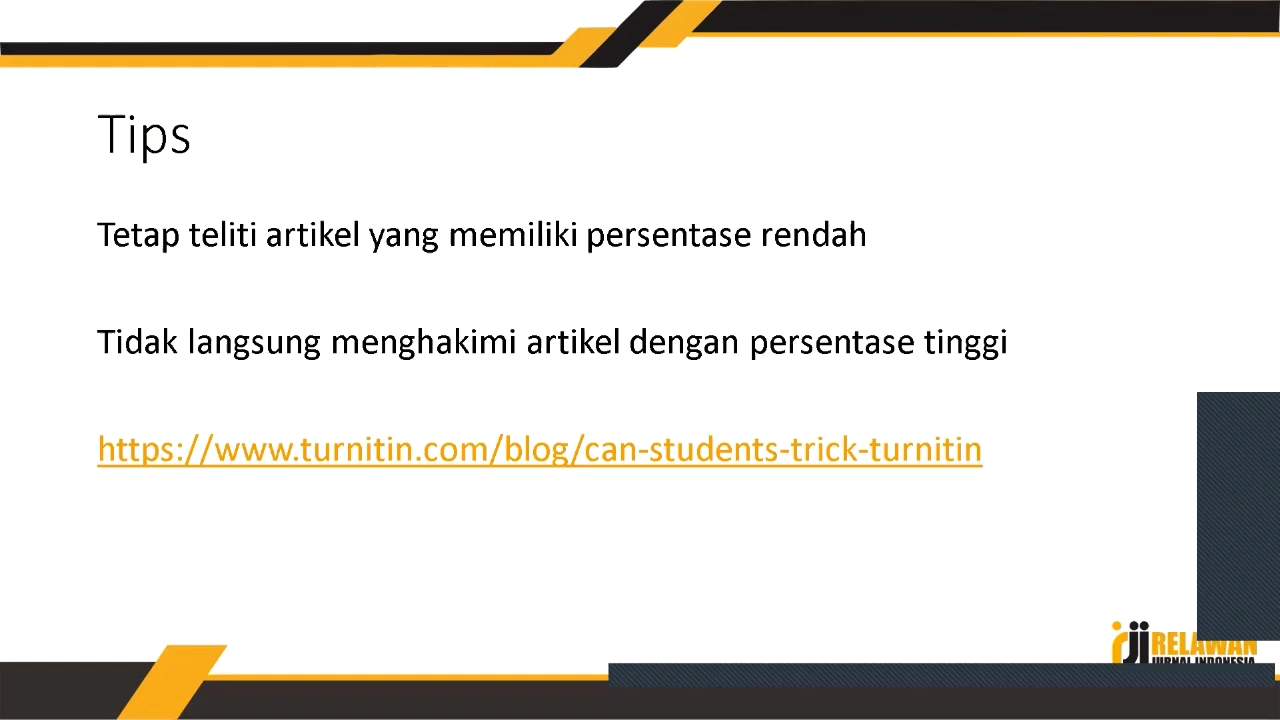 Tips
Tetap teliti artikel yang memiliki persentase rendah
Tidak langsung menghakimi artikel dengan persentase tinggi
https://www.turnitin.com/blog/can-students-trick-turnitin
RELAWAN
JURNAL INDONESIA